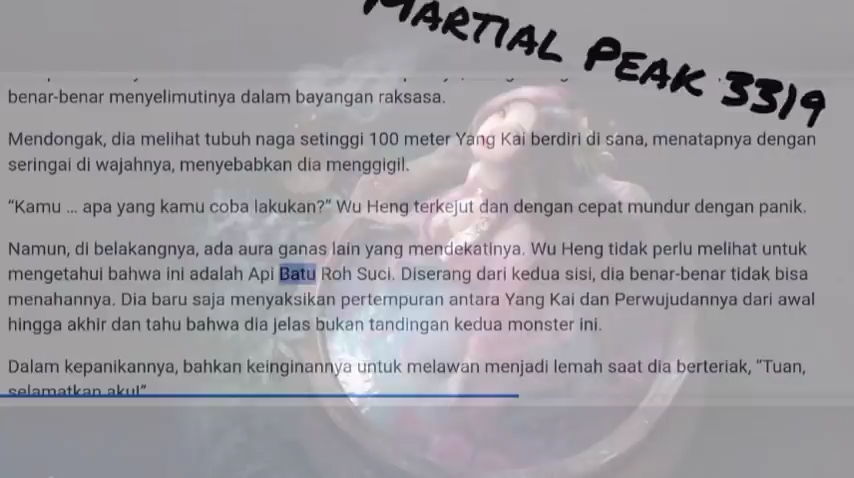 MARTIAL PEAK 3319
benar-benar menyelimutinya dalam bayangan raksasa.
Mendongak, dia melihat tubuh naga setinggi 100 meter Yang Kai berdiri di sana, menatapnya dengan
seringai di wajahnya, menyebabkan dia menggigil.
“Kamu ... apa yang kamu coba lakukan?” Wu Heng terkejut dan dengan cepat mundur dengan panik.
Namun, di belakangnya, ada aura ganas lain yang mendekatinya. Wu Heng tidak perlu melihat untuk
mengetahui bahwa ini adalah Api Batu Roh Suci. Diserang dari kedua sisi, dia benar-benar tidak bisa
menahannya. Dia baru saja menyaksikan pertempuran antara Yang Kai dan Perwujudannya dari awal
hingga akhir dan tahu bahwa dia jelas bukan tandingan kedua monster ini.
Dalam kepanikannya, bahkan keinginannya untuk melawan menjadi lemah saat dia berteriak, “Tuan,
selamatkan aku!”